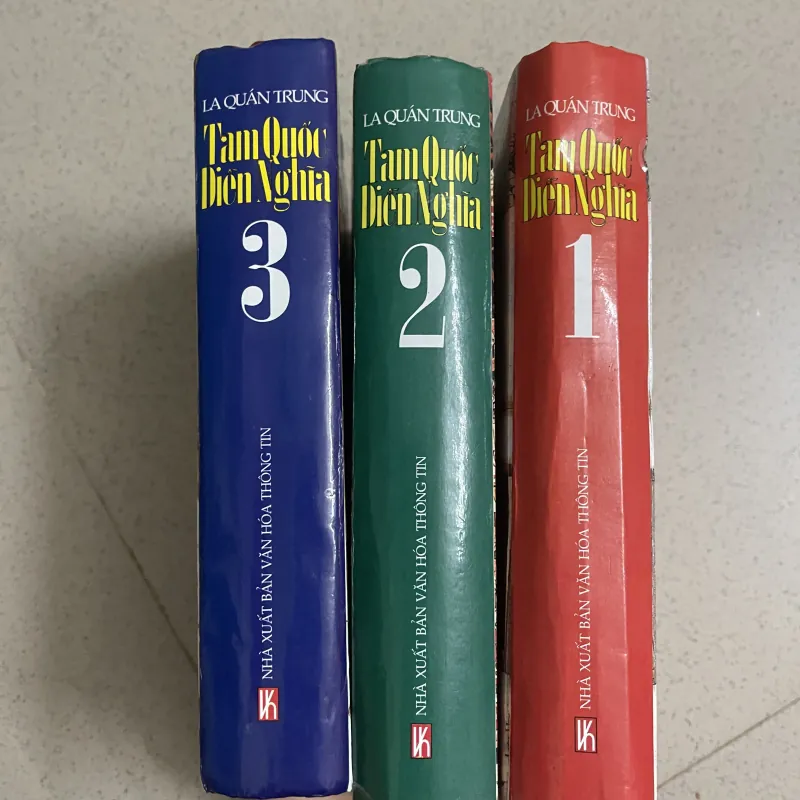 LA QUÁN TRUNG
Tam Quốc
Diễn Nghĩa
3
NHÀ XUẤT BẢN VĂN HÓA THÔNG TIN
LA QUÁN TRUNG
Tam Quốc
Diễn Nghĩa
2
NHÀ XUẤT BẢN VĂN HÓA THÔNG TIN
LA QUÁN TRUNG
Tam Quốc
Diễn Nghĩa
1
NHÀ XUẤT BẢN VĂN HÓA THÔNG TIN